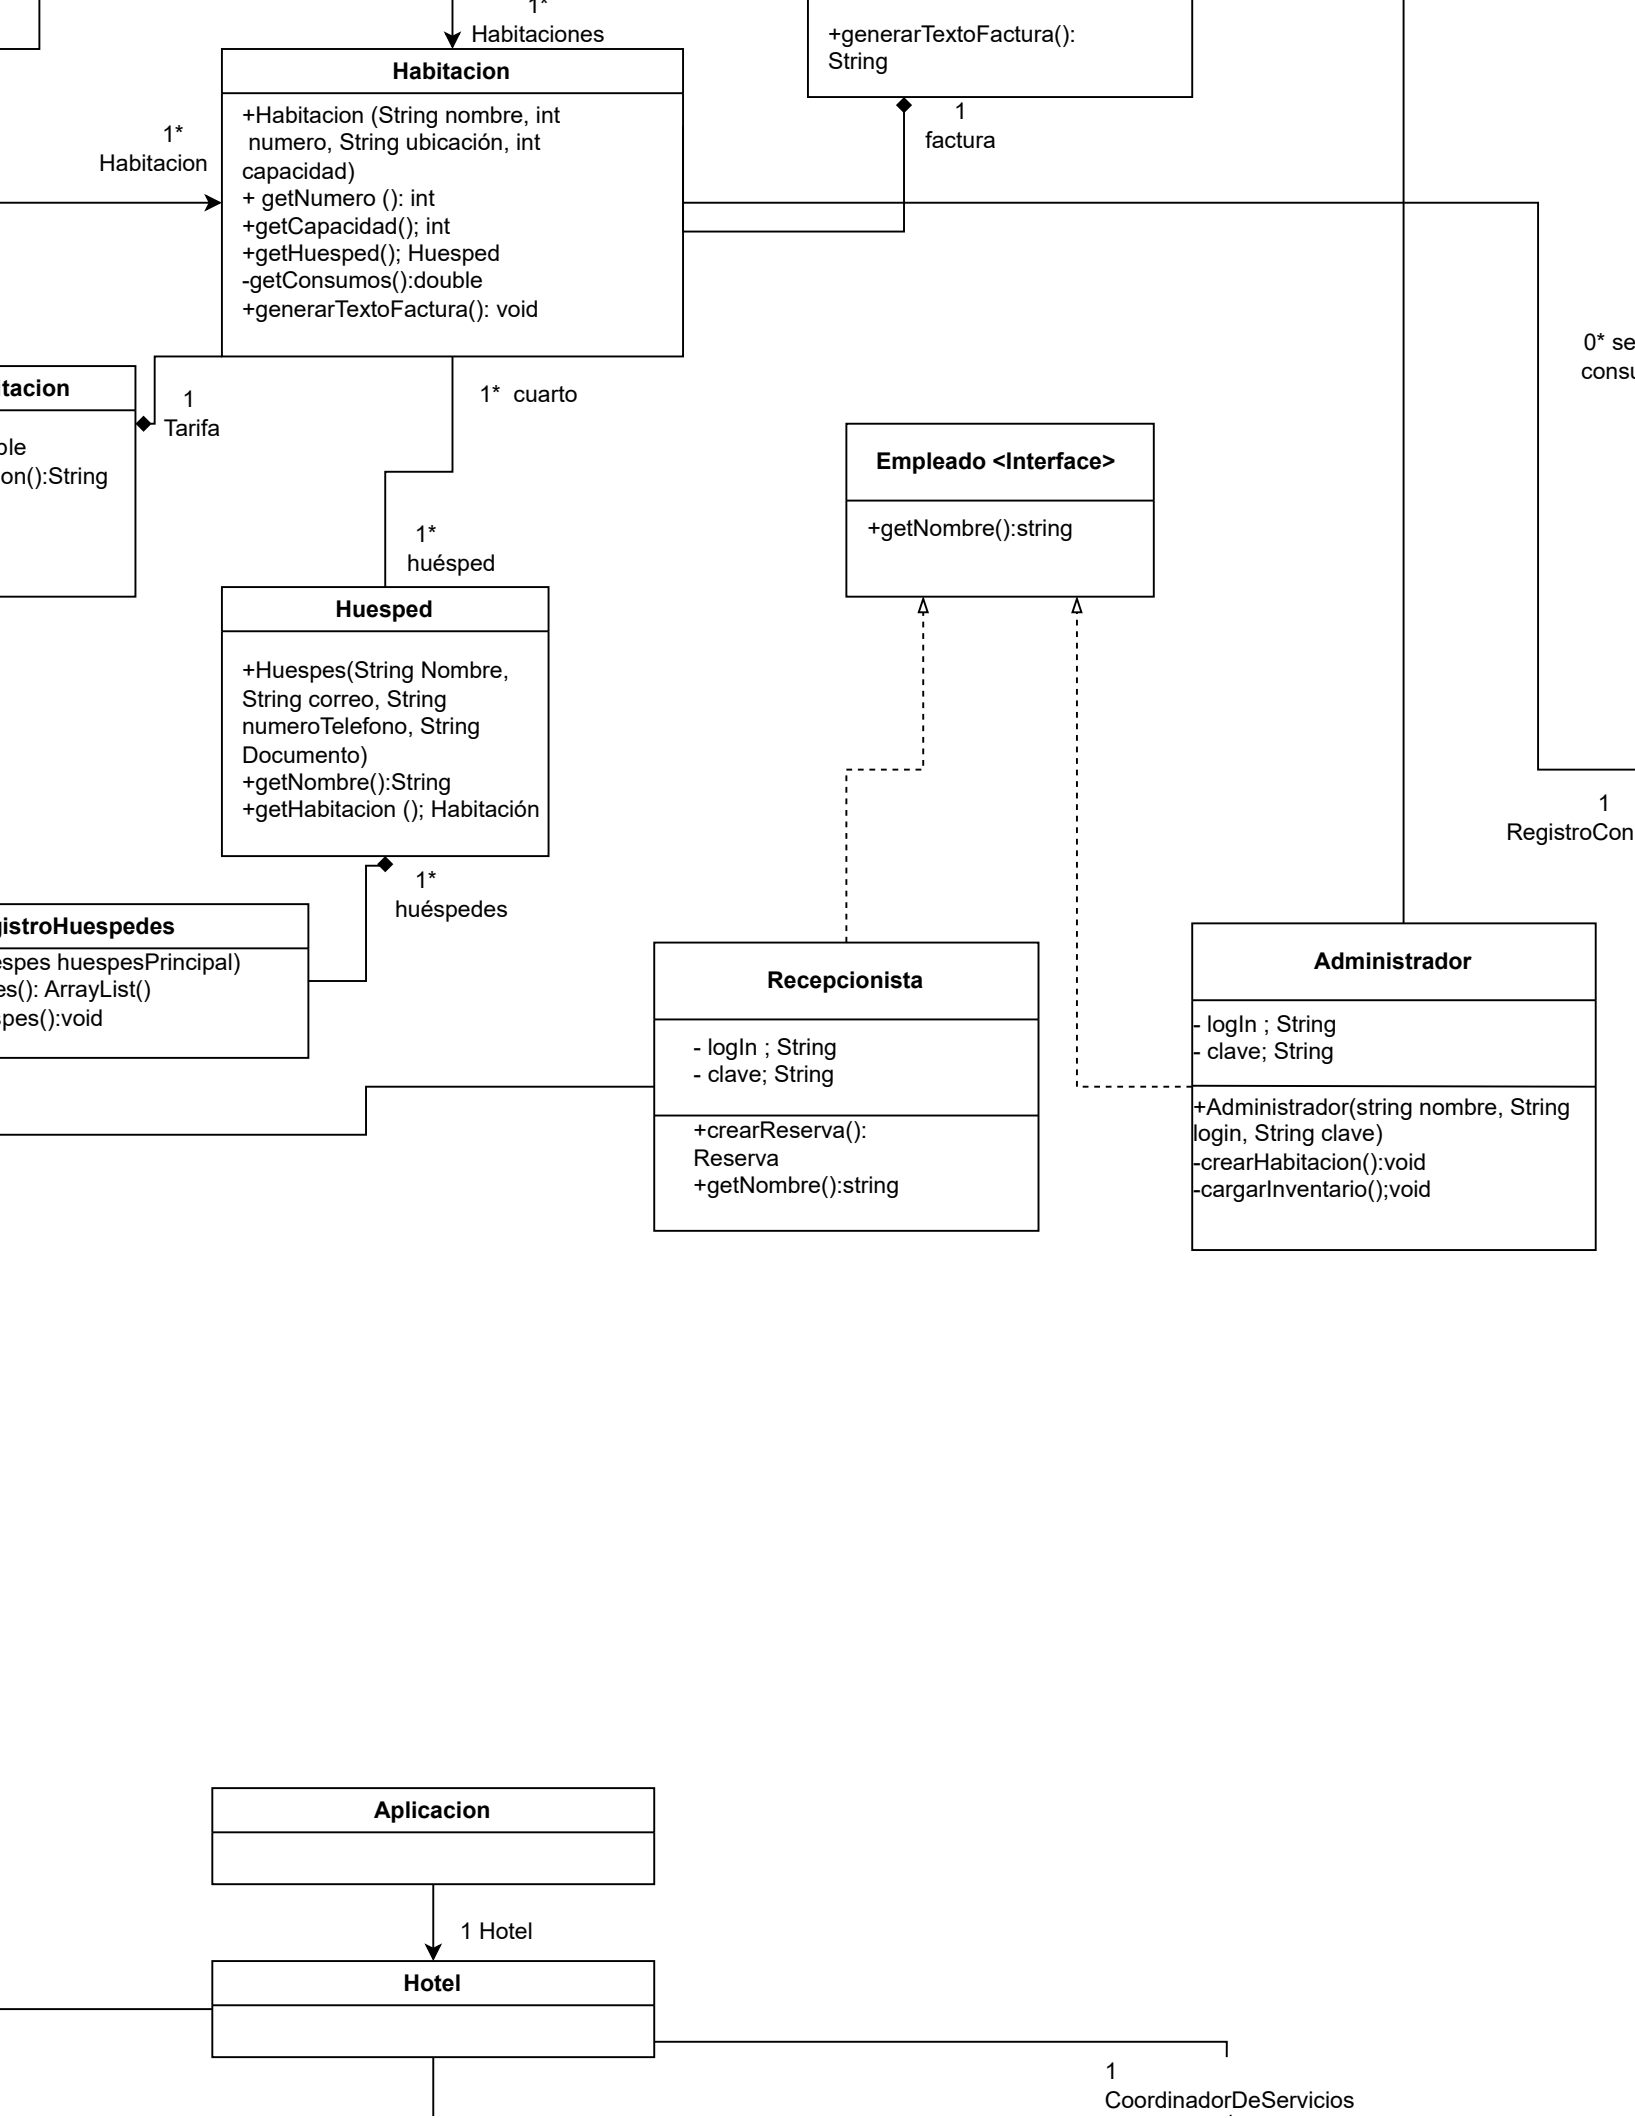 1*
Habitaciones
Habitacion
+Habitacion (String nombre, int
numero, String ubicación, int
capacidad)
+ getNumero (): int
+getCapacidad(); int
+getHuesped(); Huesped
-getConsumos():double
+generarTextoFactura(): void
+generarTextoFactura():
String
1
factura
1*
Habitacion
0* se
consu
tacion
ble
on():String
1
Tarifa
1* cuarto
1*
huésped
Empleado <Interface>
+getNombre():string
Huesped
+Huespes(String Nombre,
String correo, String
numeroTelefono, String
Documento)
+getNombre():String
+getHabitacion (); Habitación
1
RegistroCon
1*
huéspedes
gistroHuespedes
espes huespesPrincipal)
es(): ArrayList()
spes():void
Recepcionista
- logIn ; String
- clave; String
+crearReserva():
Reserva
+getNombre():string
Administrador
- logIn ; String
- clave; String
+Administrador(string nombre, String
login, String clave)
-crearHabitacion():void
-cargarInventario();void
Aplicacion
1 Hotel
Hotel
1
CoordinadorDeServicios